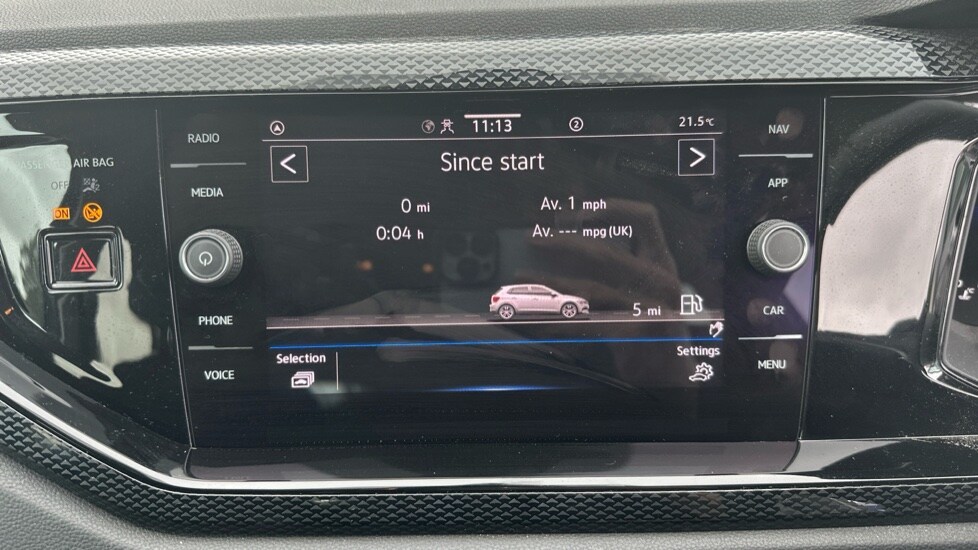 RADIO
MEDIA
PHONE
VOICE
AIR BAG
OFF
ON
11:13
2
21.5°C
Since start
0 mi
Av. 1 mph
0:04 h
Av. --- mpg (UK)
5 mi
Selection
Settings
NAV
APP
CAR
MENU